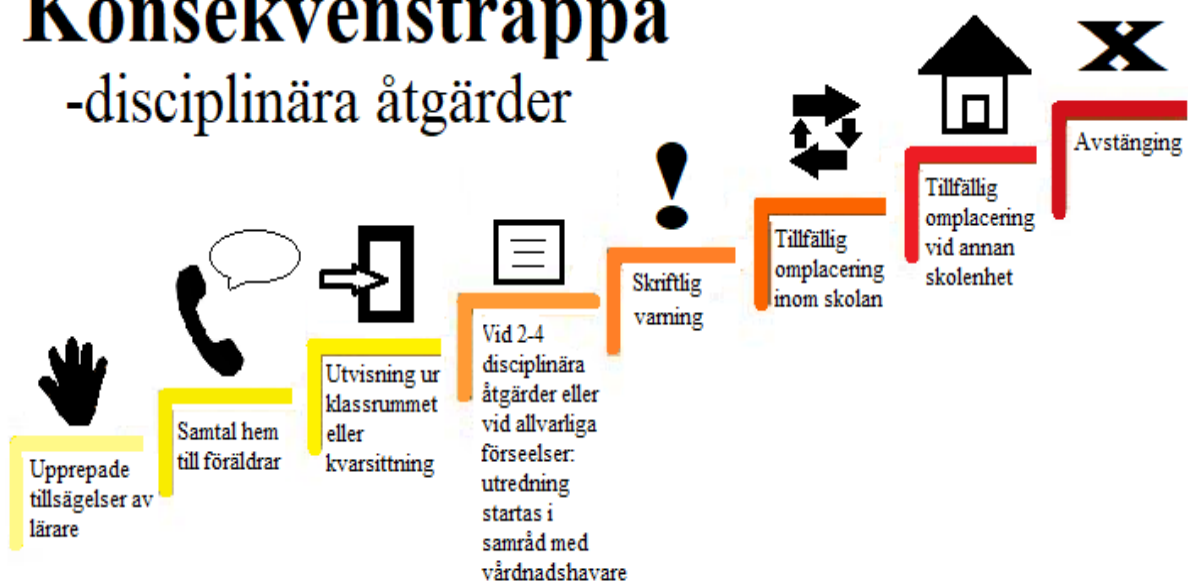 Konsekvenstrappa
-disciplinära åtgärder
Upprepade
tillsägelser av
lärare
Samtal hem
till föräldrar
Utvisning ur
klassrummet
eller
kvarsittning
Vid 2-4
disciplinära
åtgärder eller
vid allvarliga
förseelser:
utredning
startas i
samråd med
vårdnadshavare
Skriftlig
varning
Tillfällig
omplacering
inom skolan
Tillfällig
omplacering
vid annan
skolenhet
Avstänging